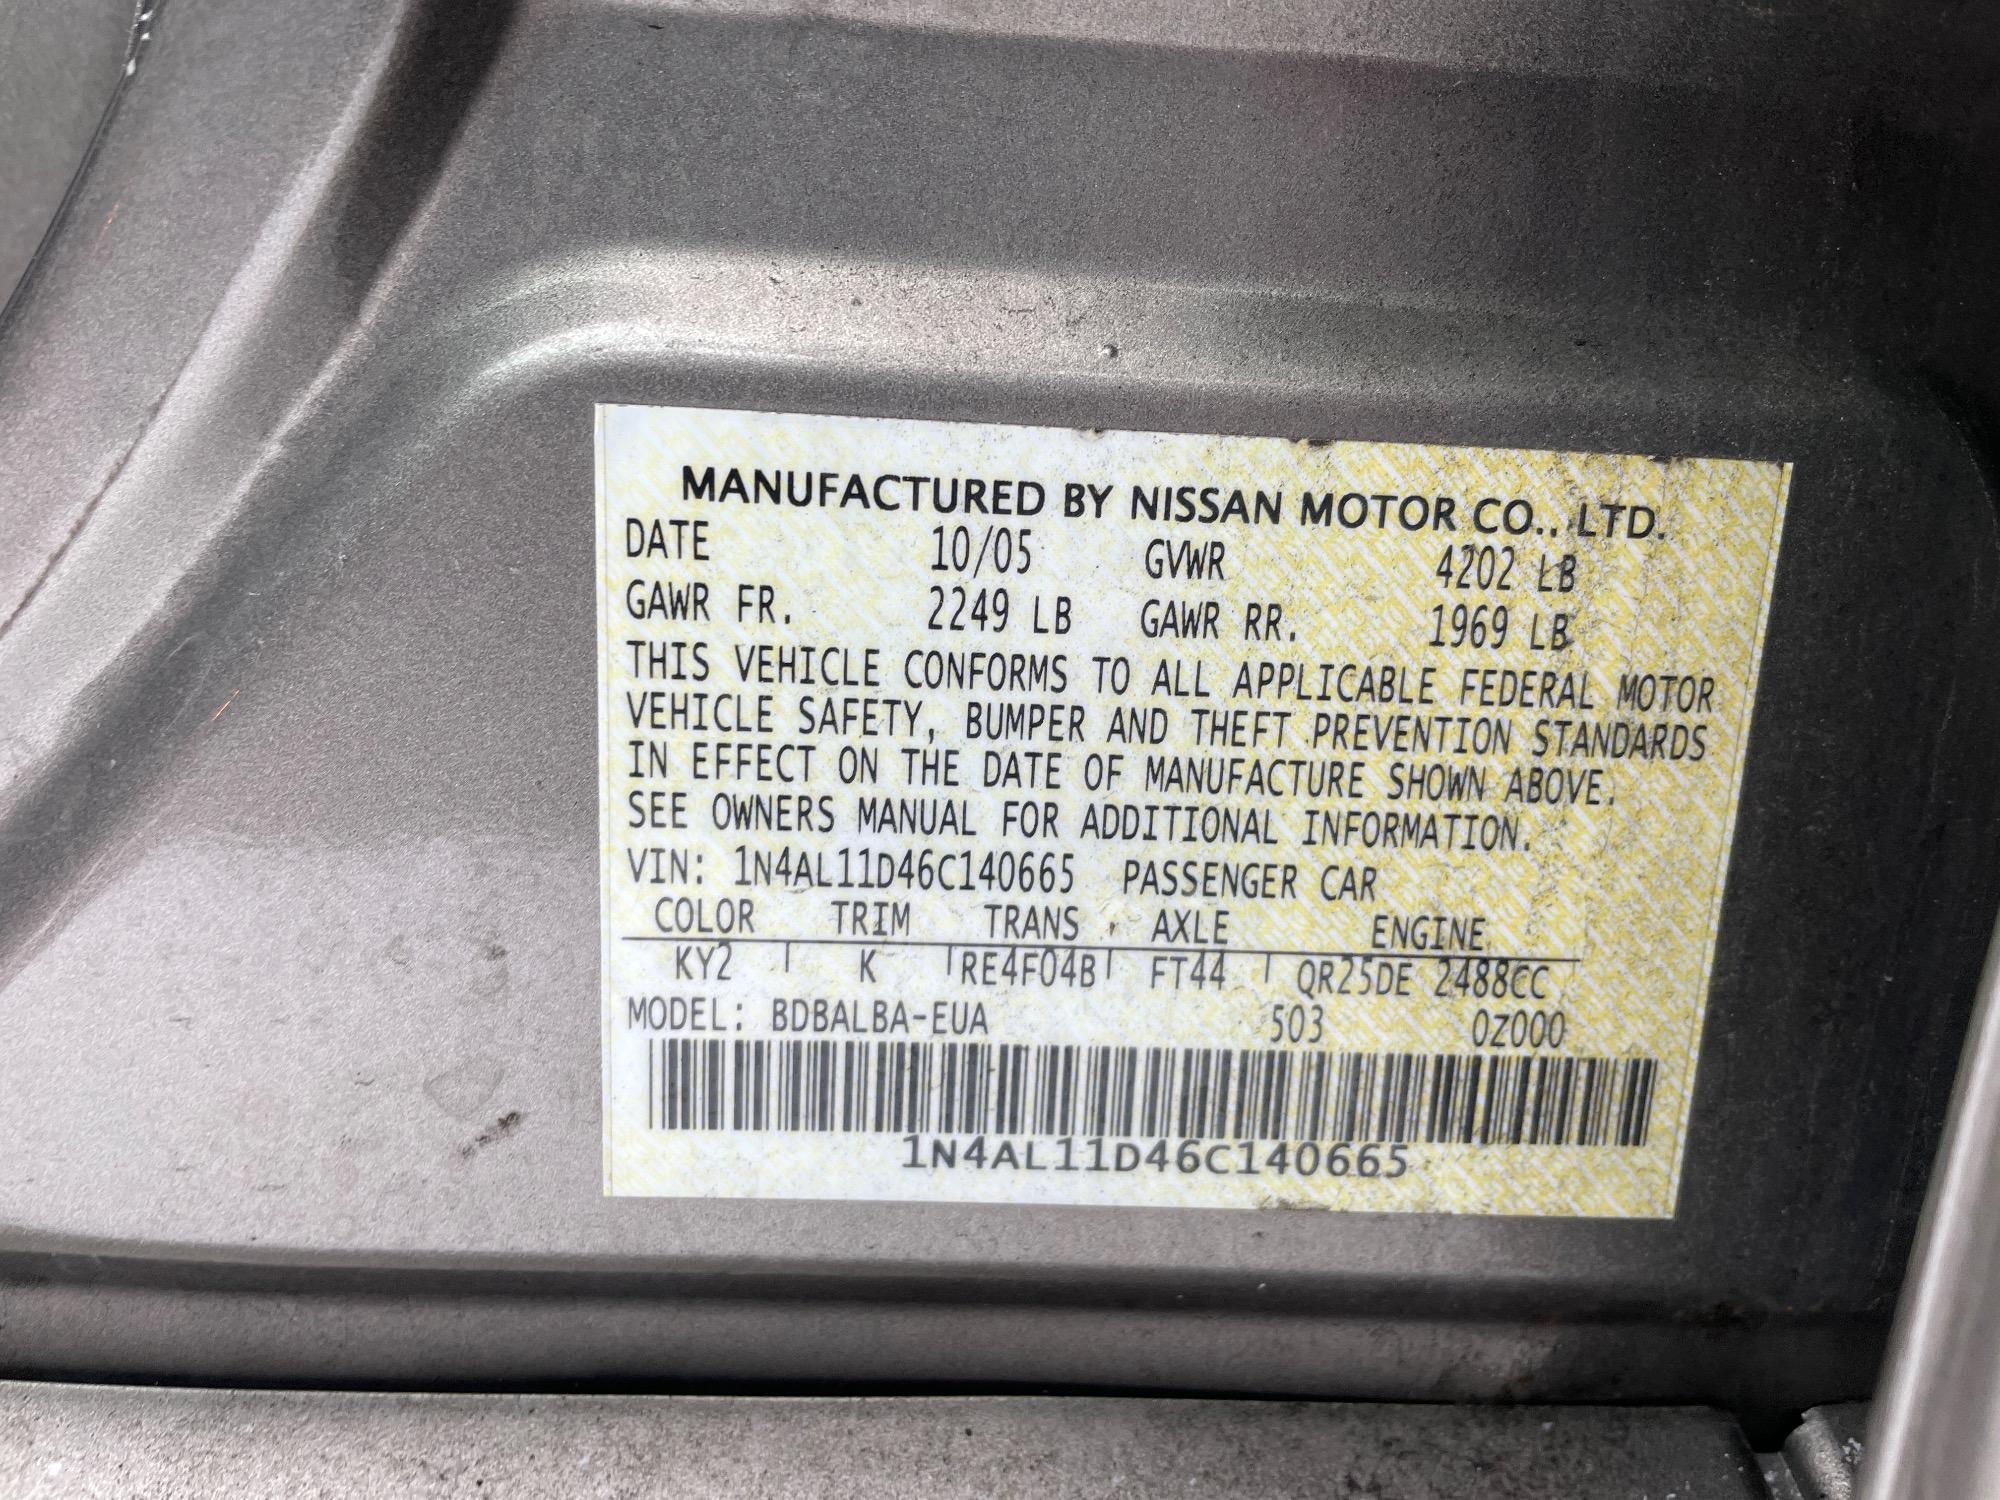 MANUFACTURED BY NISSAN MOTOR CO., LTD.
DATE 10/05 GVWR 4202 LB
GAWR FR. 2249 LB GAWR RR. 1969 LB
THIS VEHICLE CONFORMS TO ALL APPLICABLE FEDERAL MOTOR
VEHICLE SAFETY, BUMPER AND THEFT PREVENTION STANDARDS
IN EFFECT ON THE DATE OF MANUFACTURE SHOWN ABOVE.
SEE OWNERS MANUAL FOR ADDITIONAL INFORMATION.
VIN: 1N4AL11D46C140665 PASSENGER CAR
COLOR TRIM TRANS AXLE ENGINE
KY2 K RE4F04B FT44 QR25DE 2488CC
MODEL: BDBALBA-EUA 503 0Z000
1N4AL11D46C140665